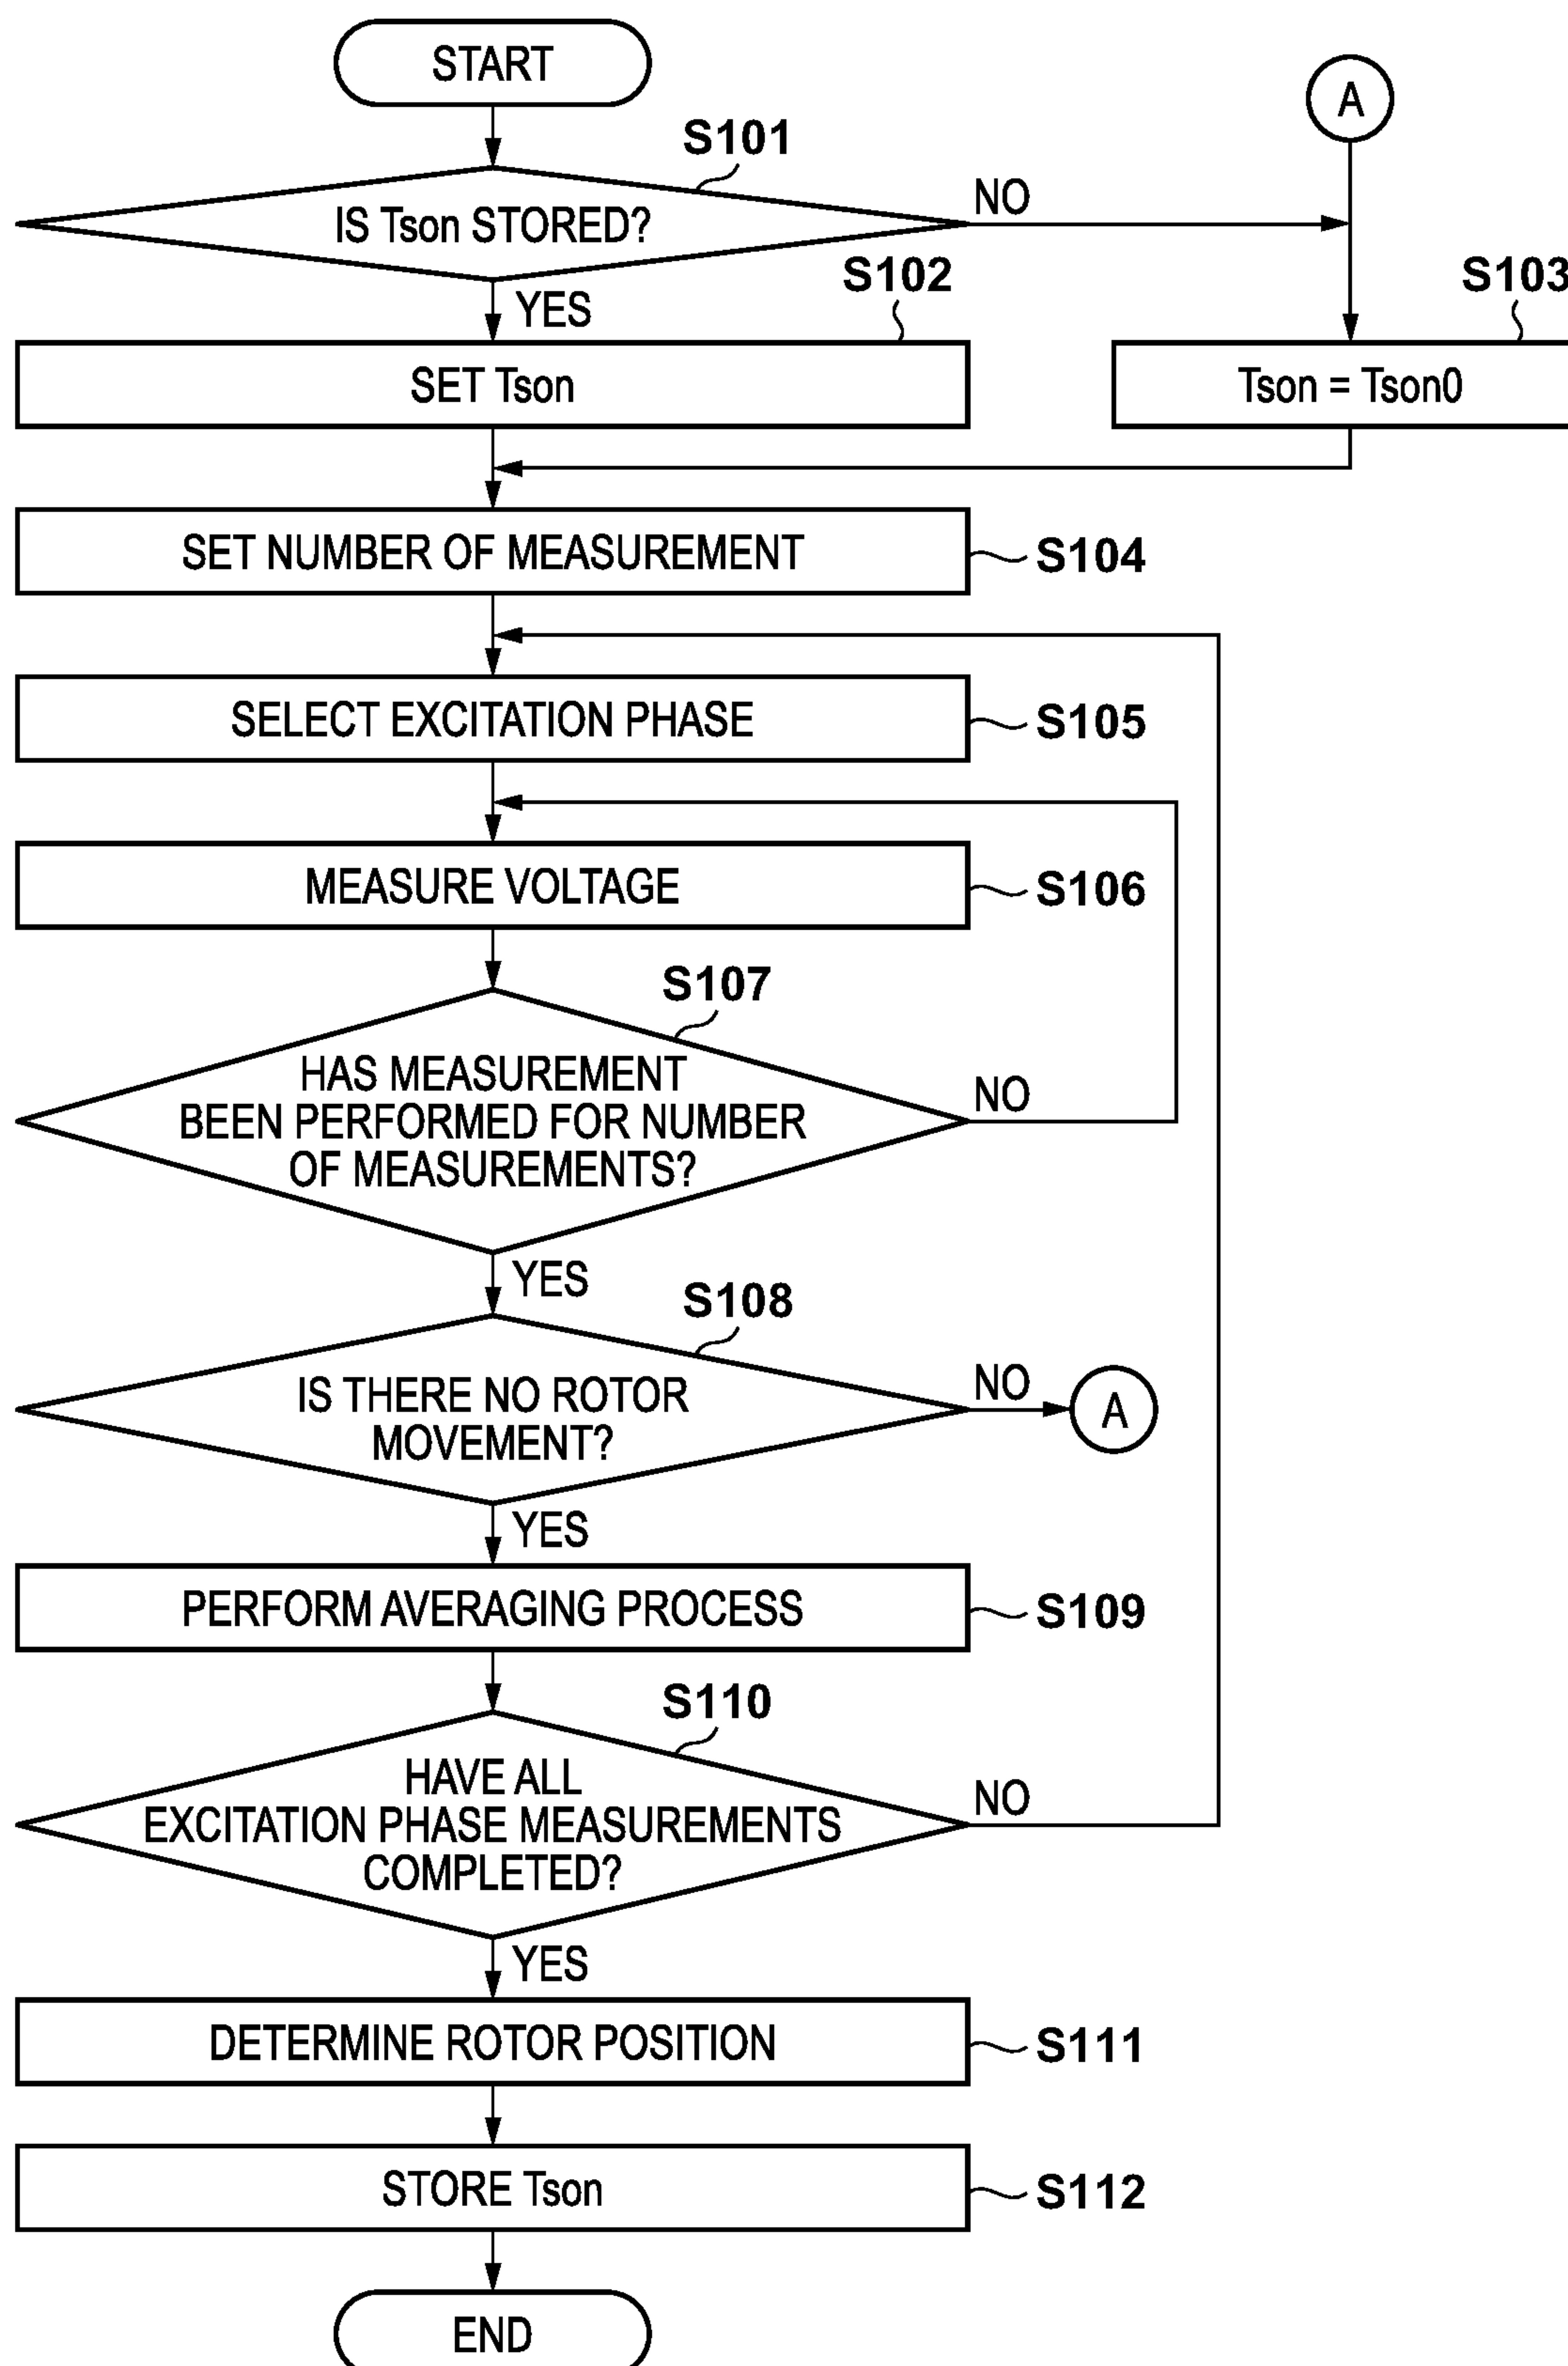 START
A
S101
IS Tson STORED?
NO
YES
S102
SET Tson
S103
Tson = Tson0
SET NUMBER OF MEASUREMENT
S104
SELECT EXCITATION PHASE
S105
MEASURE VOLTAGE
S106
S107
HAS MEASUREMENT
BEEN PERFORMED FOR NUMBER
OF MEASUREMENTS?
NO
YES
S108
IS THERE NO ROTOR
MOVEMENT?
NO
A
YES
PERFORM AVERAGING PROCESS
S109
S110
HAVE ALL
EXCITATION PHASE MEASUREMENTS
COMPLETED?
NO
YES
DETERMINE ROTOR POSITION
S111
STORE Tson
S112
END